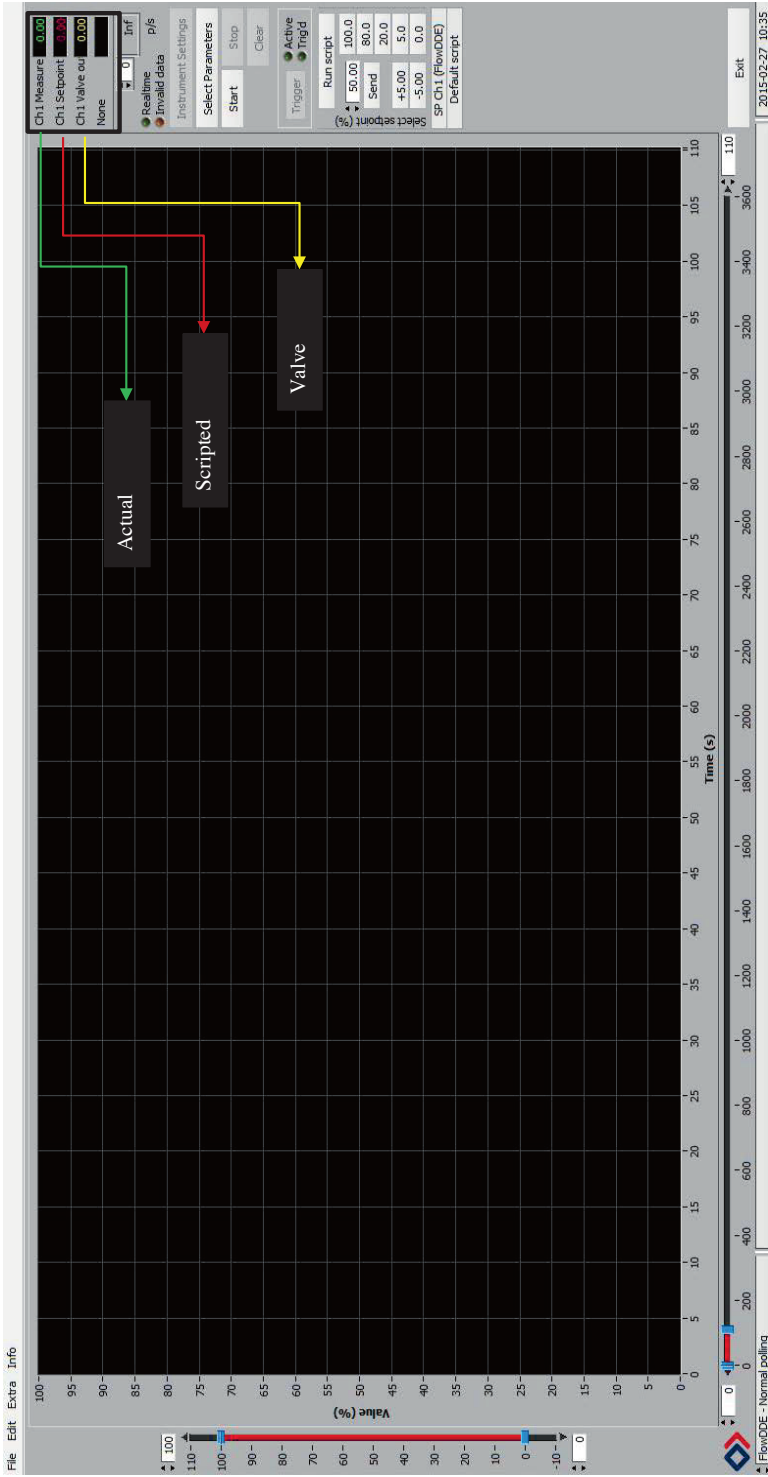 File Edit Extra Info
Ch1 Measure 0.00
Ch1 Setpoint 0.00
Ch1 Valve ou 0.00
None
0 Inf p/s
Realtime
Invalid data
Instrument Settings
Select Parameters
Start Stop
Clear
Trigger Active
Trig'd
Select setpoint (%)
Run script
50.00 100.0
Send 80.0
20.0
+5.00 5.0
-5.00 0.0
SP Ch1 (FlowDDE)
Default script
Exit
Actual
Scripted
Valve
Value (%)
100
95
90
85
80
75
70
65
60
55
50
45
40
35
30
25
20
15
10
5
0
0 5 10 15 20 25 30 35 40 45 50 55 60 65 70 75 80 85 90 95 100 105 110
Time (s)
100
110
100
90
80
70
60
50
40
30
20
10
0
-10
0
0 110
0 200 400 600 800 1000 1200 1400 1600 1800 2000 2200 2400 2600 2800 3000 3200 3400 3600
FlowDDE - Normal polling
2015-02-27 10:35